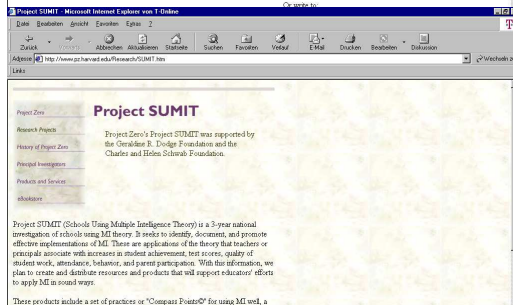 Or write to:
Project SUMIT - Microsoft Internet Explorer von T-Online
Datei Bearbeiten Ansicht Favoriten Extras ?
Zurück Abbrechen Aktualisieren Startseite Suchen Favoriten Verlauf E-Mail Drucken Bearbeiten Diskussion
Adresse http://www.pz.harvard.edu/Research/SUMIT.htm Wechseln z
Links
Project Zero
Research Projects
History of Project Zero
Principal Investigators
Products and Services
eBookstore
Project SUMIT
Project Zero's Project SUMIT was supported by
the Geraldine R. Dodge Foundation and the
Charles and Helen Schwab Foundation.
Project SUMIT (Schools Using Multiple Intelligence Theory) is a 3-year national
investigation of schools using MI theory. It seeks to identify, document, and promote
effective implementations of MI. These are applications of the theory that teachers or
principals associate with increases in student achievement, test scores, quality of
student work, attendance, behavior, and parent participation. With this information, we
plan to create and distribute resources and products that will support educators' efforts
to apply MI in sound ways.
These products include a set of practices or "Compass Points©" for using MI well, a